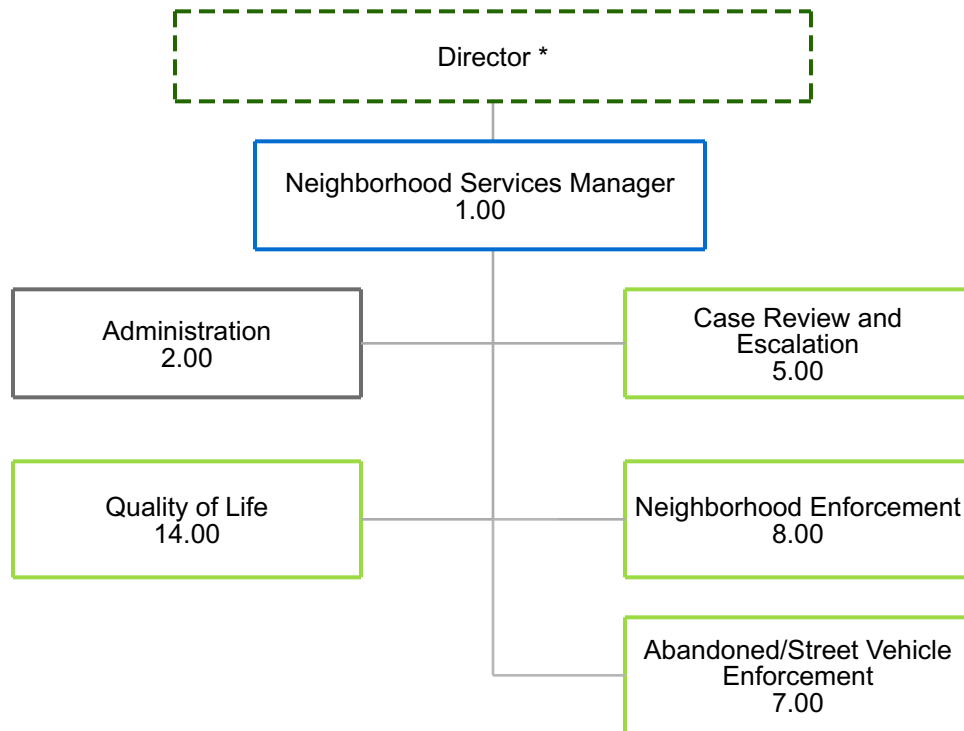 Director *
Neighborhood Services Manager
1.00
Administration
2.00
Case Review and
Escalation
5.00
Quality of Life
14.00
Neighborhood Enforcement
8.00
Abandoned/Street Vehicle
Enforcement
7.00